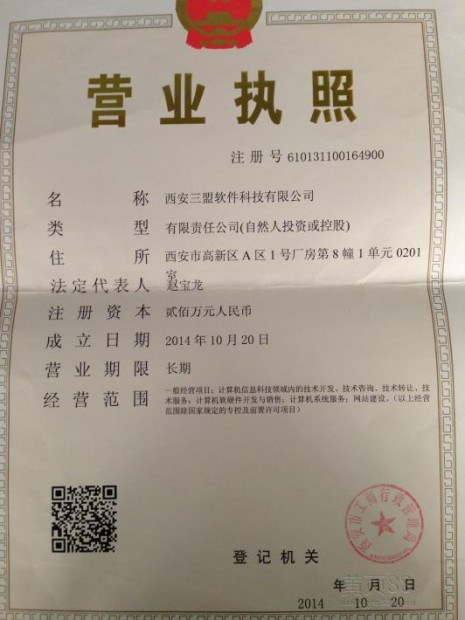 营业执照
注册号 610131100164900
名称 西安三盟软件科技有限公司
类型 有限责任公司(自然人投资或控股)
住所 西安市高新区A区1号厂房第8幢1单元0201
室
法定代表人 赵宝龙
注册资本 贰佰万元人民币
成立日期 2014年10月20日
营业期限 长期
经营范围 一般经营项目：计算机信息科技领域内的技术开发、技术咨询、技术转让、技
术服务；计算机软硬件开发与销售；计算机系统服务；网站建设。(以上经营
范围除国家规定的专控及前置许可项目)
西安市工商行政管理局
登记机关
年 月 日
2014 10 20